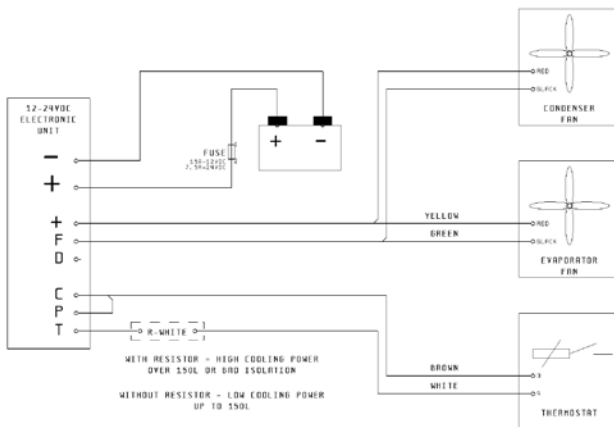 12-24VDC
ELECTRONIC
UNIT
-
+
+
F
D
C
P
T
FUSE
15A-12VDC
7.5A-24VDC
+ -
RED
BLACK
CONDENSER
FAN
YELLOW
GREEN
RED
BLACK
EVAPORATOR
FAN
R-WHITE
WITH RESISTOR - HIGH COOLING POWER
OVER 150L OR BAD ISOLATION
WITHOUT RESISTOR - LOW COOLING POWER
UP TO 150L
BROWN
WHITE
THERMOSTAT